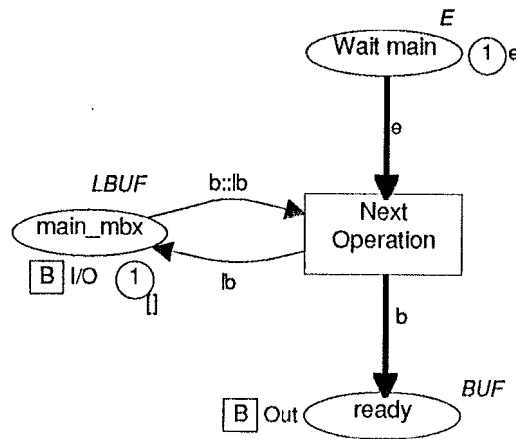 E
Wait main
1 e
e
LBUF
b::lb
main_mbx
Next
Operation
B I/O 1
[]
lb
b
BUF
B Out ready